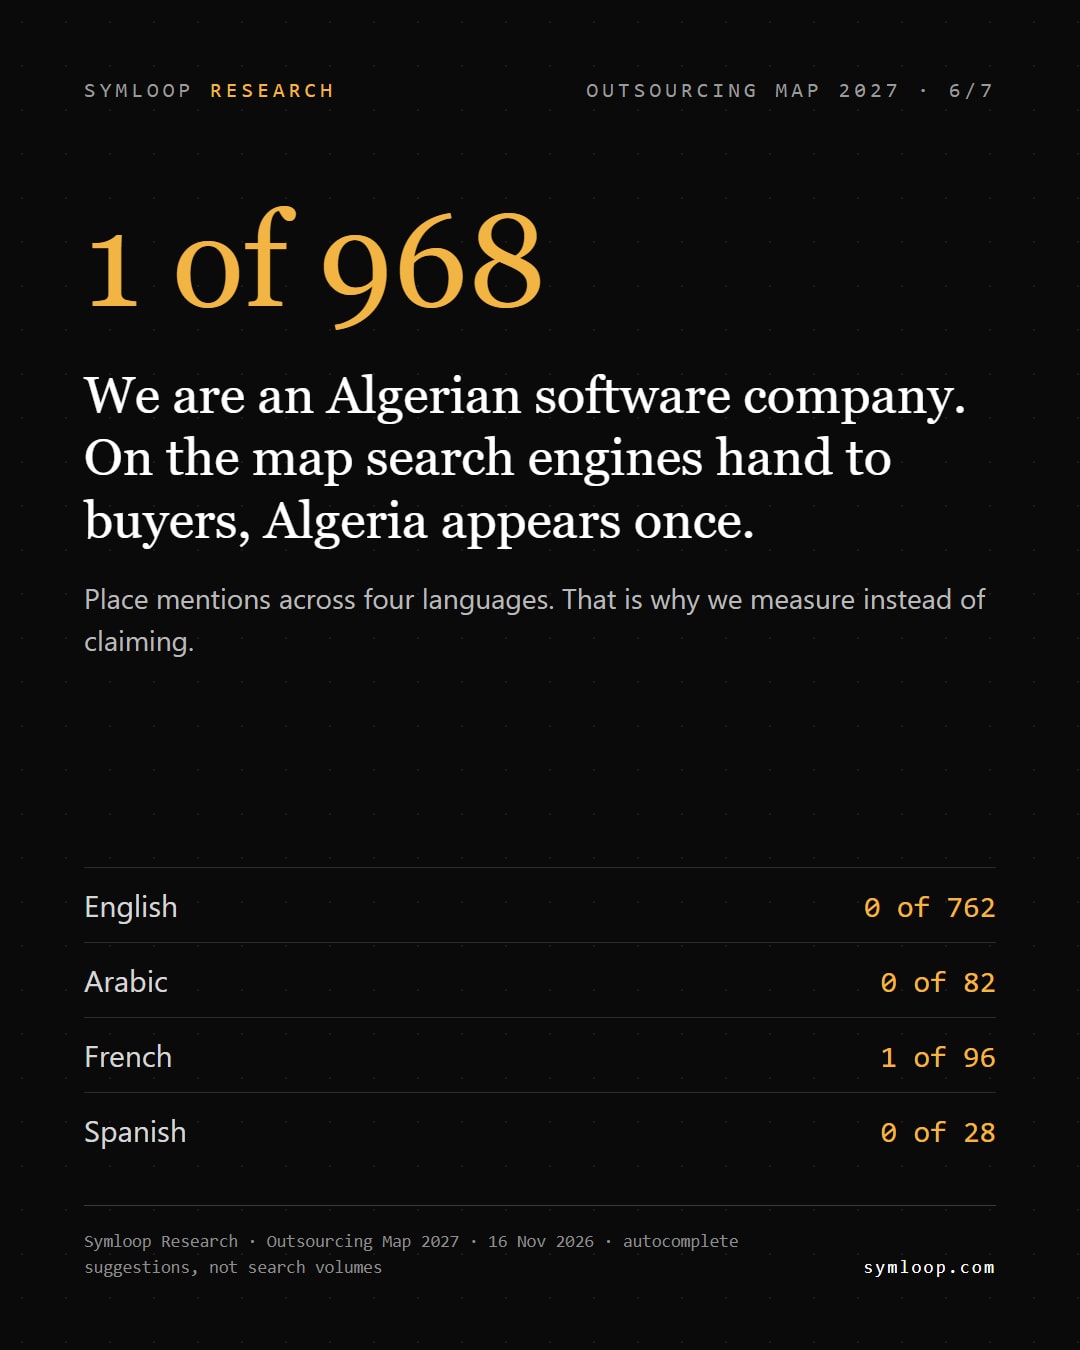 SYMLOOP RESEARCH
OUTSOURCING MAP 2027 · 6/7
1 of 968
We are an Algerian software company.
On the map search engines hand to
buyers, Algeria appears once.
Place mentions across four languages. That is why we measure instead of
claiming.
English 0 of 762
Arabic 0 of 82
French 1 of 96
Spanish 0 of 28
Symloop Research · Outsourcing Map 2027 · 16 Nov 2026 · autocomplete
suggestions, not search volumes
symloop.com